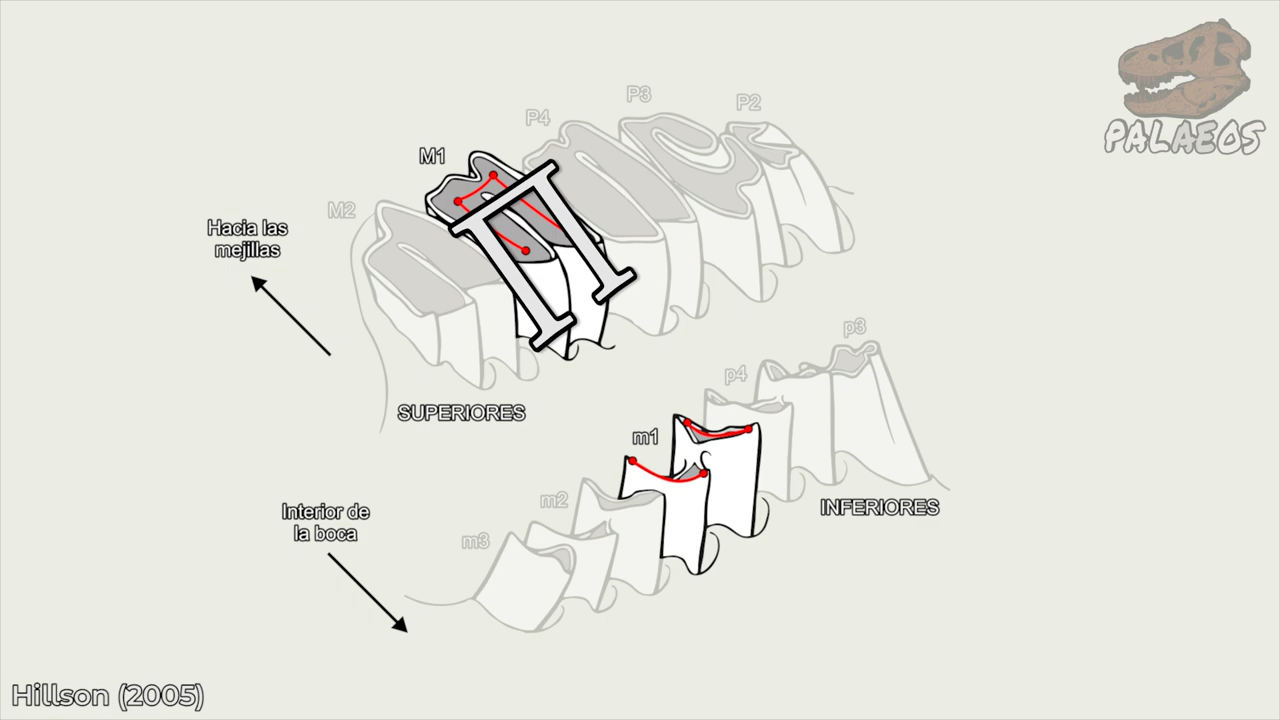 PALAEOS
P3
P2
P4
M1
M2
Π
Hacia las
mejillas
p3
p4
SUPERIORES
m1
m2
Interior de
la boca
INFERIORES
m3
Hillson (2005)